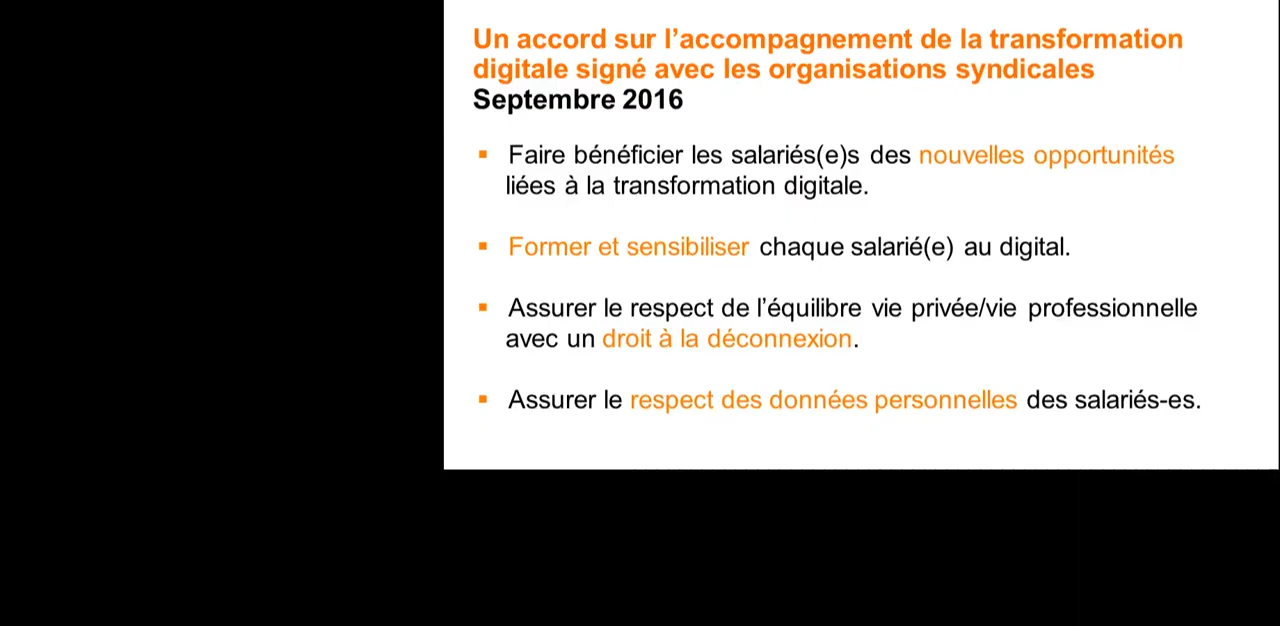 Un accord sur l’accompagnement de la transformation
digitale signé avec les organisations syndicales
Septembre 2016
▪ Faire bénéficier les salariés(e)s des nouvelles opportunités
liées à la transformation digitale.
▪ Former et sensibiliser chaque salarié(e) au digital.
▪ Assurer le respect de l’équilibre vie privée/vie professionnelle
avec un droit à la déconnexion.
▪ Assurer le respect des données personnelles des salariés-es.